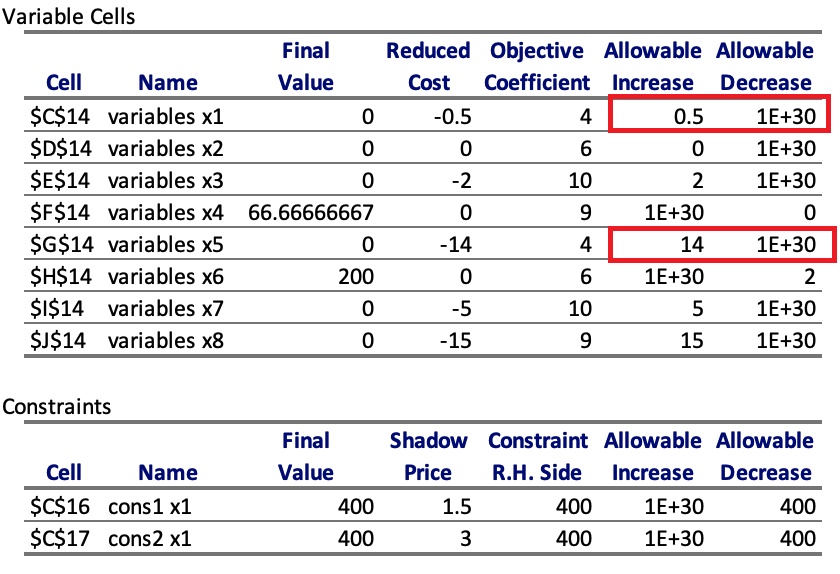 Variable Cells
Final Reduced Objective Allowable Allowable
Cell Name Value Cost Coefficient Increase Decrease
$C$14 variables x1 0 -0.5 4 0.5 1E+30
$D$14 variables x2 0 0 6 0 1E+30
$E$14 variables x3 0 -2 10 2 1E+30
$F$14 variables x4 66.66666667 0 9 1E+30 0
$G$14 variables x5 0 -14 4 14 1E+30
$H$14 variables x6 200 0 6 1E+30 2
$I$14 variables x7 0 -5 10 5 1E+30
$J$14 variables x8 0 -15 9 15 1E+30
Constraints
Final Shadow Constraint Allowable Allowable
Cell Name Value Price R.H. Side Increase Decrease
$C$16 cons1 x1 400 1.5 400 1E+30 400
$C$17 cons2 x1 400 3 400 1E+30 400